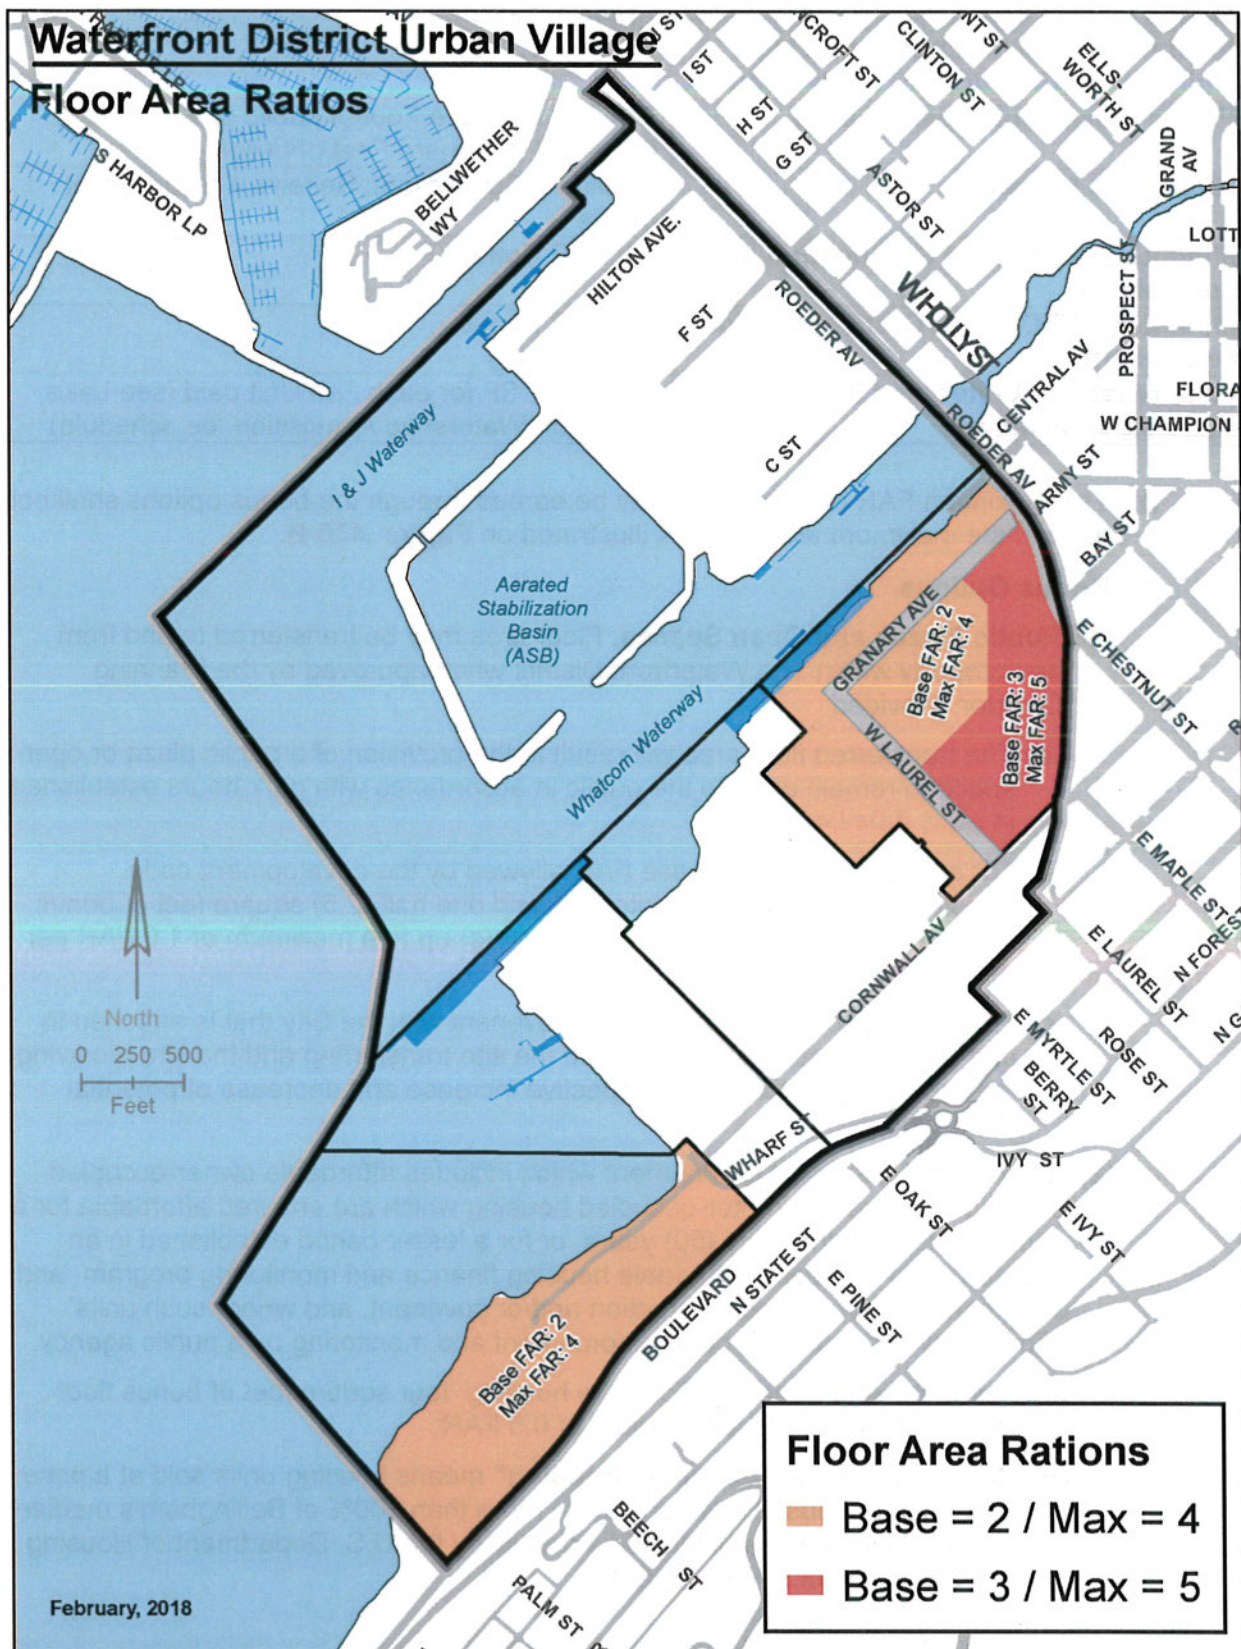 Waterfront District Urban Village
Floor Area Ratios
HARBOR LP
S HARBOR LP
BELLWETHER
WY
I ST
H ST
G ST
CLINTON ST
ELLS-
WORTH ST
GRAND
AV
ASTOR ST
LOTT
PROSPECT ST
HILTON AVE.
F ST
ROEDER AV
W HOLLY ST
CENTRAL AV
FLORA
W CHAMPION
C ST
ROEDER AV
ARMY ST
BAY ST
I & J Waterway
Aerated
Stabilization
Basin
(ASB)
GRANARY AVE
Base FAR: 2
Max FAR: 4
Base FAR: 3
Max FAR: 5
E CHESTNUT ST
W LAUREL ST
Whatcom Waterway
E MAPLE ST
N FOREST
E LAUREL ST
CORNWALL AV
North
0 250 500
Feet
E MYRTLE ST
ROSE ST
BERRY
ST
N G
WHARF ST
IVY ST
E OAK ST
E IVY ST
BOULEVARD
N STATE ST
E PINE ST
Base FAR: 2
Max FAR: 4
BEECH ST
PALM ST
Floor Area Rations
Base = 2 / Max = 4
Base = 3 / Max = 5
February, 2018